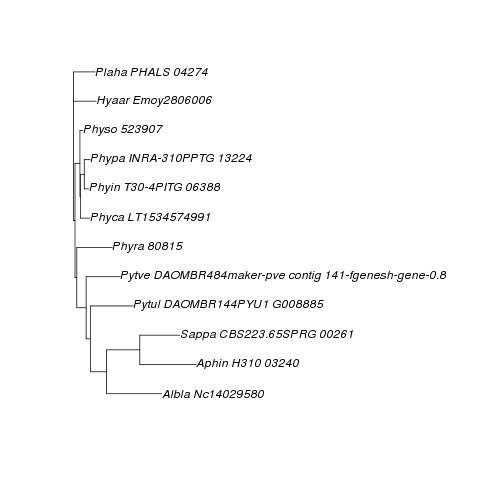 Plaha PHALS 04274
Hyaar Emoy2806006
Physo 523907
Phypa INRA-310PPTG 13224
Phyin T30-4PITG 06388
Phyca LT1534574991
Phyra 80815
Pytve DAOMBR484maker-pve contig 141-fgenesh-gene-0.8
Pytul DAOMBR144PYU1 G008885
Sappa CBS223.65SPRG 00261
Aphin H310 03240
Albla Nc14029580